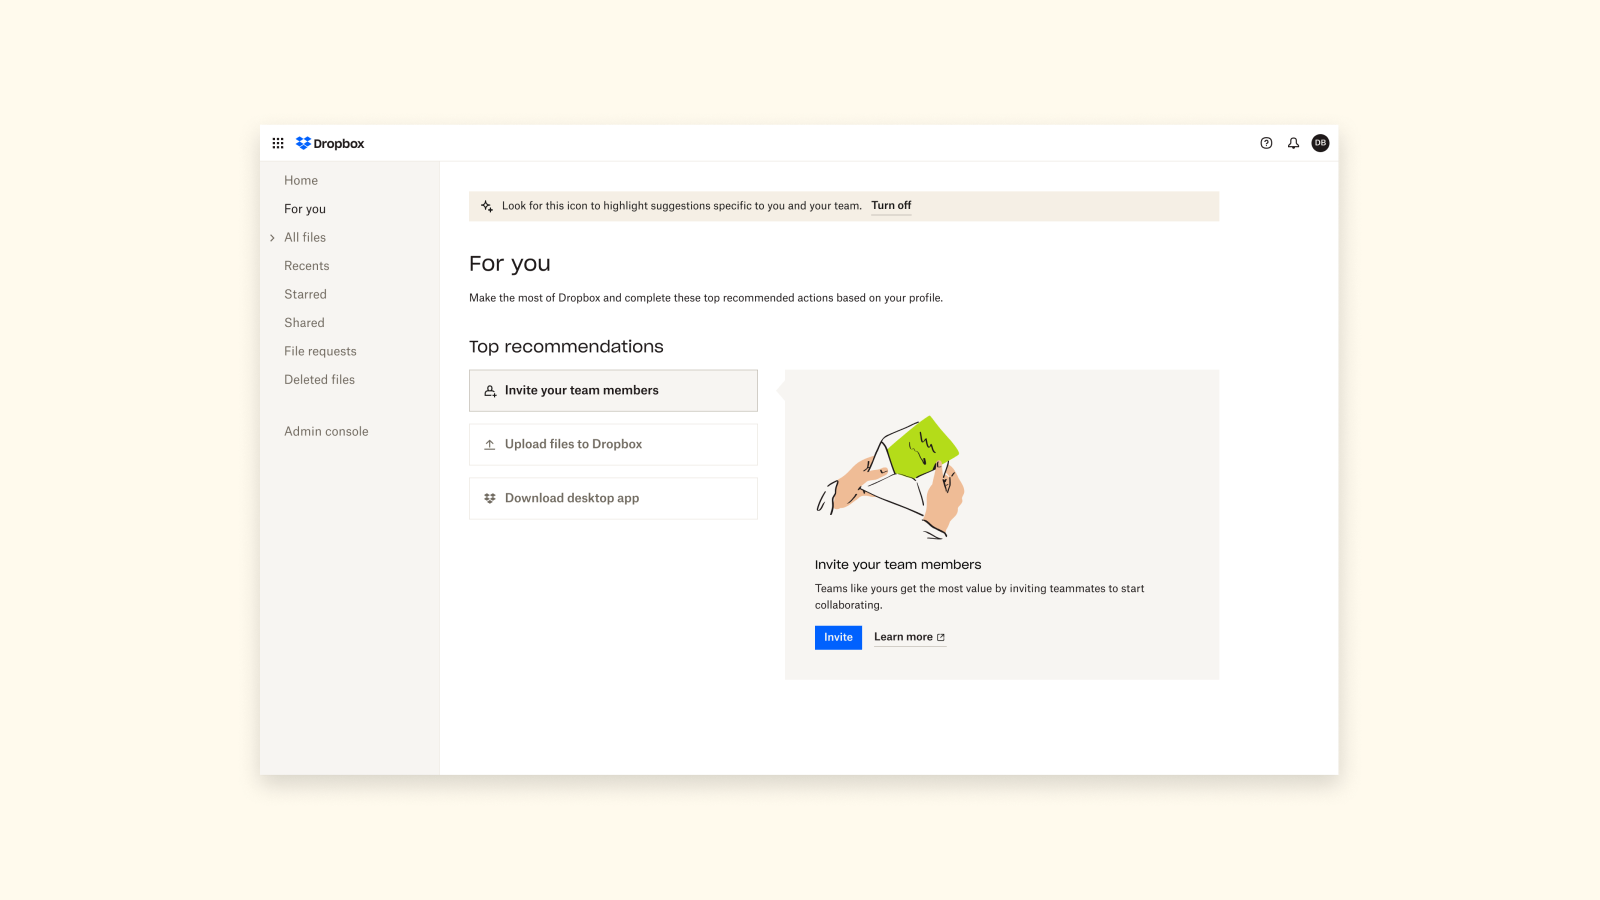 Dropbox
DB
Home
For you
All files
Recents
Starred
Shared
File requests
Deleted files
Admin console
Look for this icon to highlight suggestions specific to you and your team. Turn off
For you
Make the most of Dropbox and complete these top recommended actions based on your profile.
Top recommendations
Invite your team members
Upload files to Dropbox
Download desktop app
Invite your team members
Teams like yours get the most value by inviting teammates to start
collaborating.
Invite Learn more